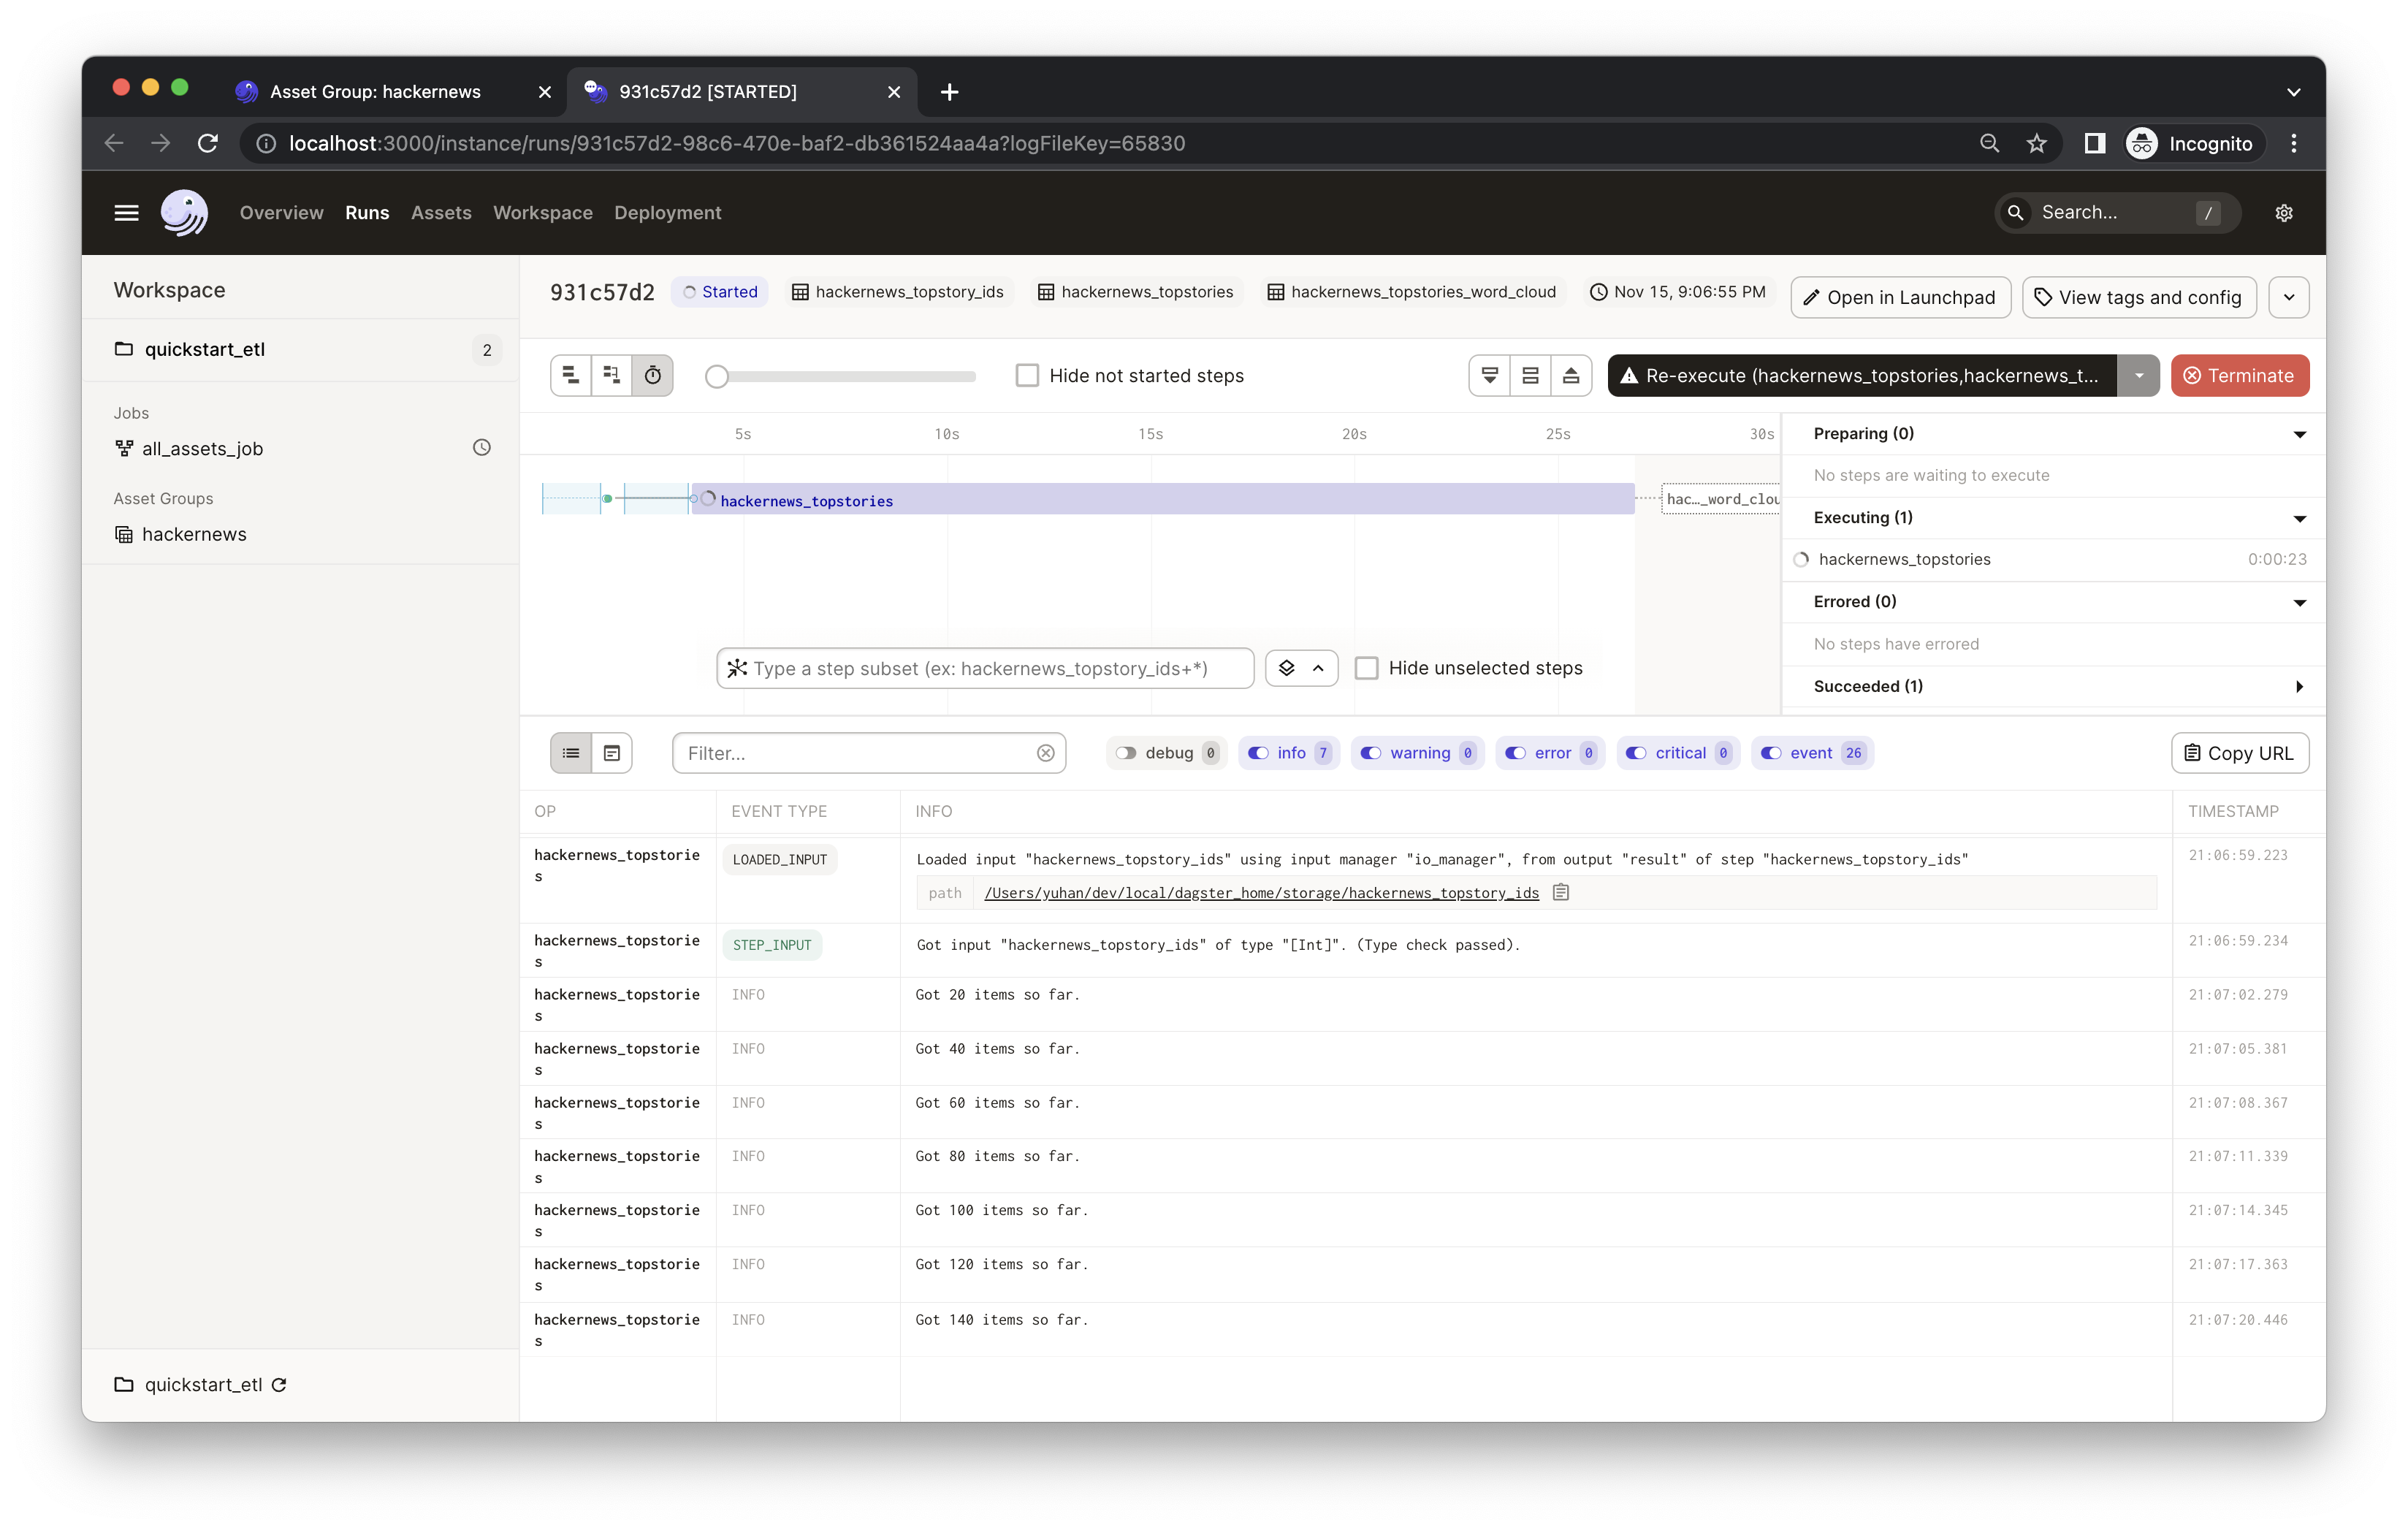 Asset Group: hackernews
931c57d2 [STARTED]
localhost:3000/instance/runs/931c57d2-98c6-470e-baf2-db361524aa4a?logFileKey=65830
Incognito
Overview Runs Assets Workspace Deployment
Search... /
Workspace
quickstart_etl 2
Jobs
all_assets_job
Asset Groups
hackernews
quickstart_etl
931c57d2 Started hackernews_topstory_ids hackernews_topstories hackernews_topstories_word_cloud Nov 15, 9:06:55 PM Open in Launchpad View tags and config
Hide not started steps Re-execute (hackernews_topstories,hackernews_t... Terminate
5s 10s 15s 20s 25s 30s
hackernews_topstories hac…_word_clou
Type a step subset (ex: hackernews_topstory_ids+*) Hide unselected steps
Preparing (0)
No steps are waiting to execute
Executing (1)
hackernews_topstories 0:00:23
Errored (0)
No steps have errored
Succeeded (1)
Filter... debug 0 info 7 warning 0 error 0 critical 0 event 26 Copy URL
OP EVENT TYPE INFO TIMESTAMP
hackernews_topstorie LOADED_INPUT Loaded input "hackernews_topstory_ids" using input manager "io_manager", from output "result" of step "hackernews_topstory_ids" 21:06:59.223
s
path /Users/yuhan/dev/local/dagster_home/storage/hackernews_topstory_ids
hackernews_topstorie STEP_INPUT Got input "hackernews_topstory_ids" of type "[Int]". (Type check passed). 21:06:59.234
s
hackernews_topstorie INFO Got 20 items so far. 21:07:02.279
s
hackernews_topstorie INFO Got 40 items so far. 21:07:05.381
s
hackernews_topstorie INFO Got 60 items so far. 21:07:08.367
s
hackernews_topstorie INFO Got 80 items so far. 21:07:11.339
s
hackernews_topstorie INFO Got 100 items so far. 21:07:14.345
s
hackernews_topstorie INFO Got 120 items so far. 21:07:17.363
s
hackernews_topstorie INFO Got 140 items so far. 21:07:20.446
s